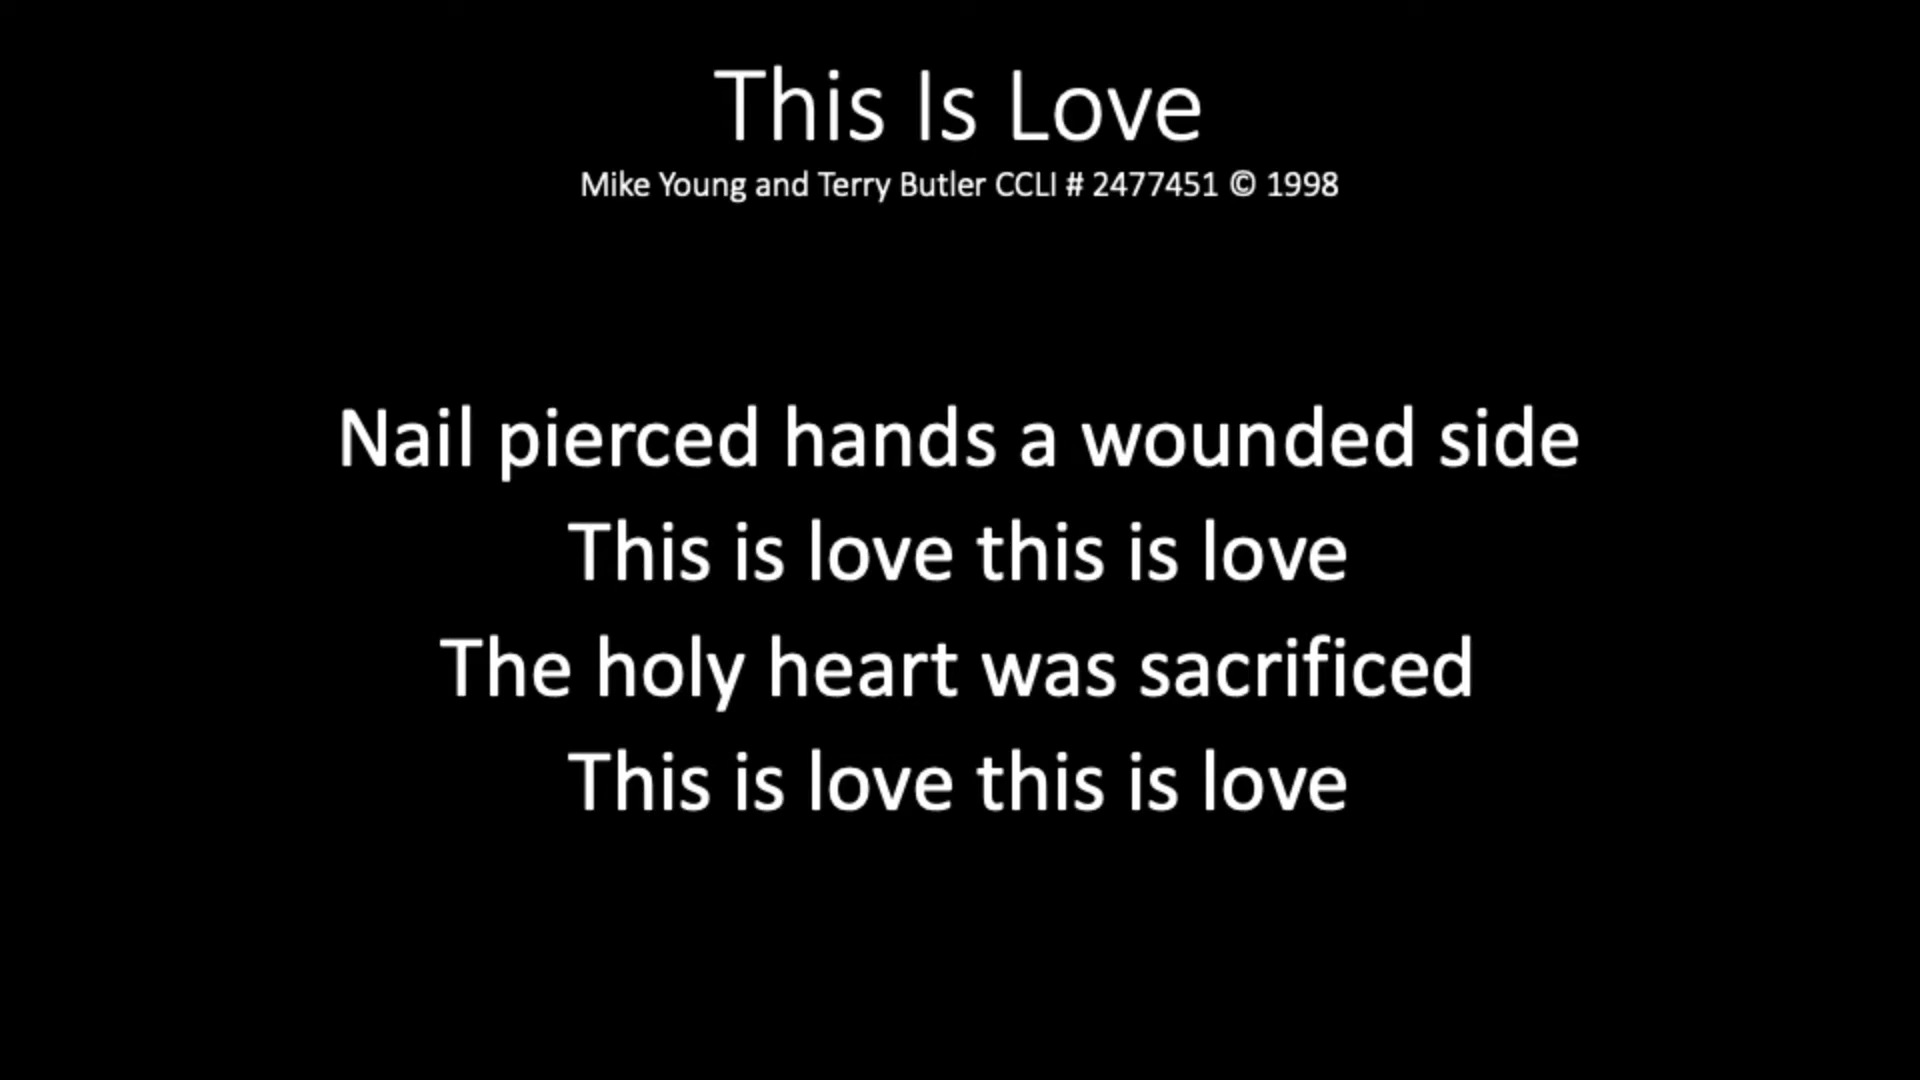 This Is Love
Mike Young and Terry Butler CCLI # 2477451 © 1998
Nail pierced hands a wounded side
This is love this is love
The holy heart was sacrificed
This is love this is love